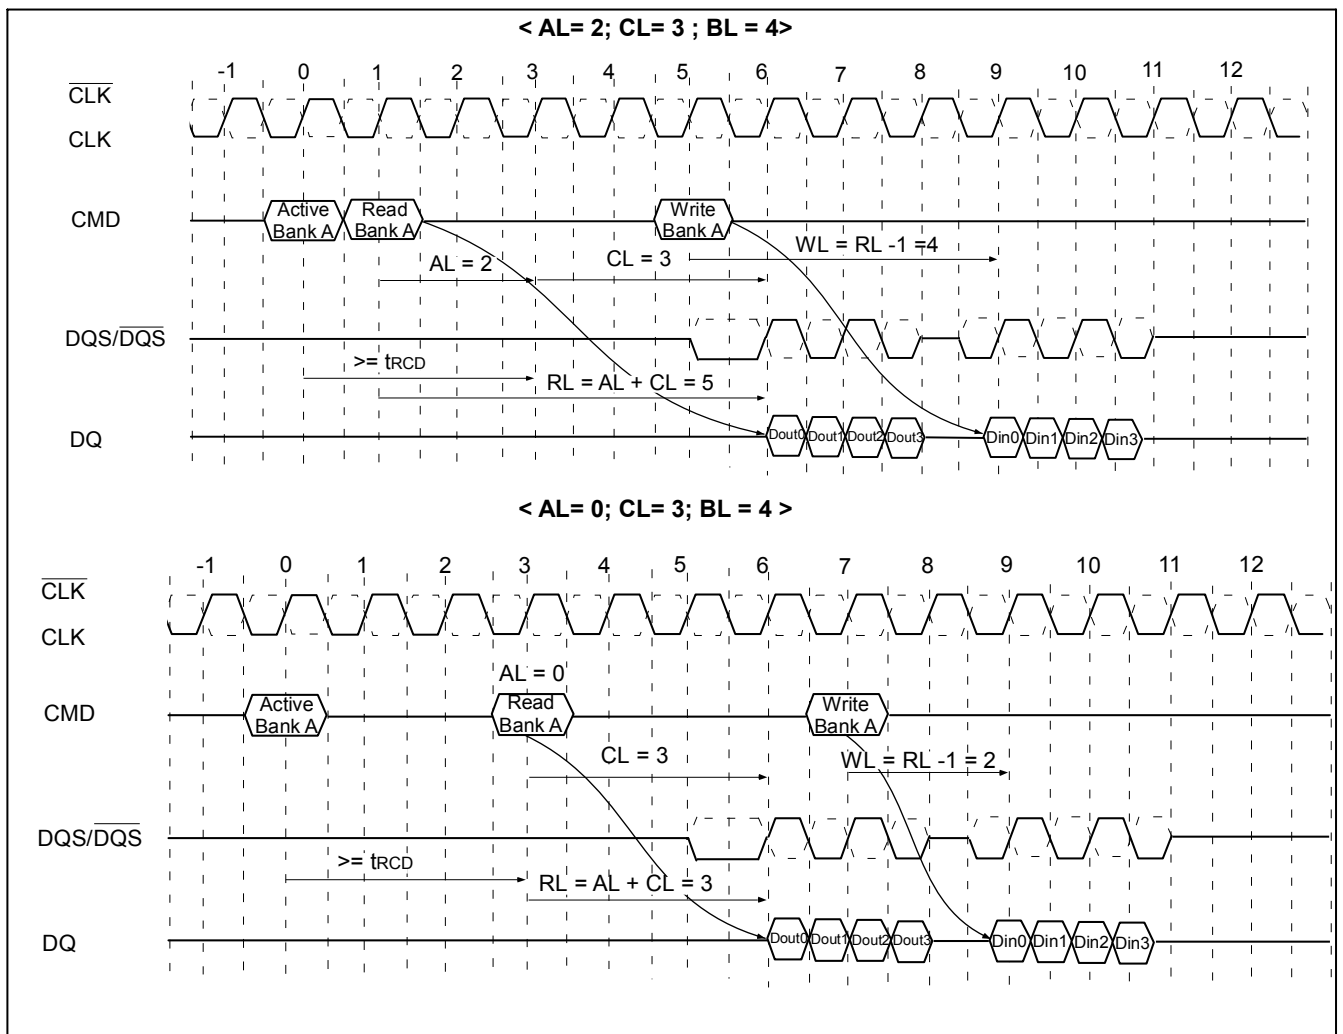 < AL= 2; CL= 3 ; BL = 4>
-1 0 1 2 3 4 5 6 7 8 9 10 11 12
CLK
CLK
CMD
Active
Bank A
Read
Bank A
Write
Bank A
WL = RL -1 =4
AL = 2
CL = 3
DQS/DQS
>= tRCD
RL = AL + CL = 5
DQ
Dout0 Dout1 Dout2 Dout3 Din0 Din1 Din2 Din3
< AL= 0; CL= 3; BL = 4 >
-1 0 1 2 3 4 5 6 7 8 9 10 11 12
CLK
CLK
AL = 0
CMD
Active
Bank A
Read
Bank A
Write
Bank A
CL = 3
WL = RL -1 = 2
DQS/DQS
>= tRCD
RL = AL + CL = 3
DQ
Dout0 Dout1 Dout2 Dout3 Din0 Din1 Din2 Din3